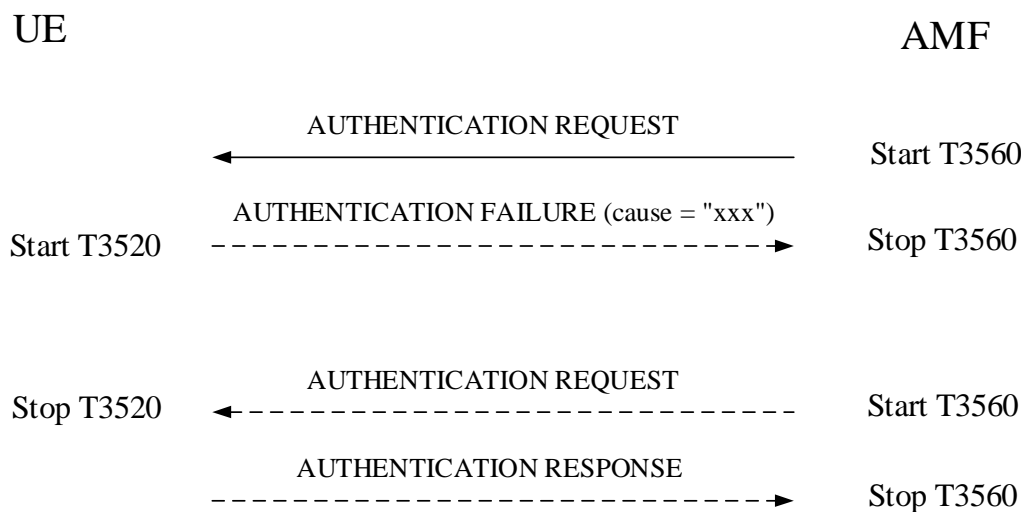 UE
AMF
AUTHENTICATION REQUEST
Start T3560
AUTHENTICATION FAILURE (cause = "xxx")
Start T3520
Stop T3560
AUTHENTICATION REQUEST
Stop T3520
Start T3560
AUTHENTICATION RESPONSE
Stop T3560